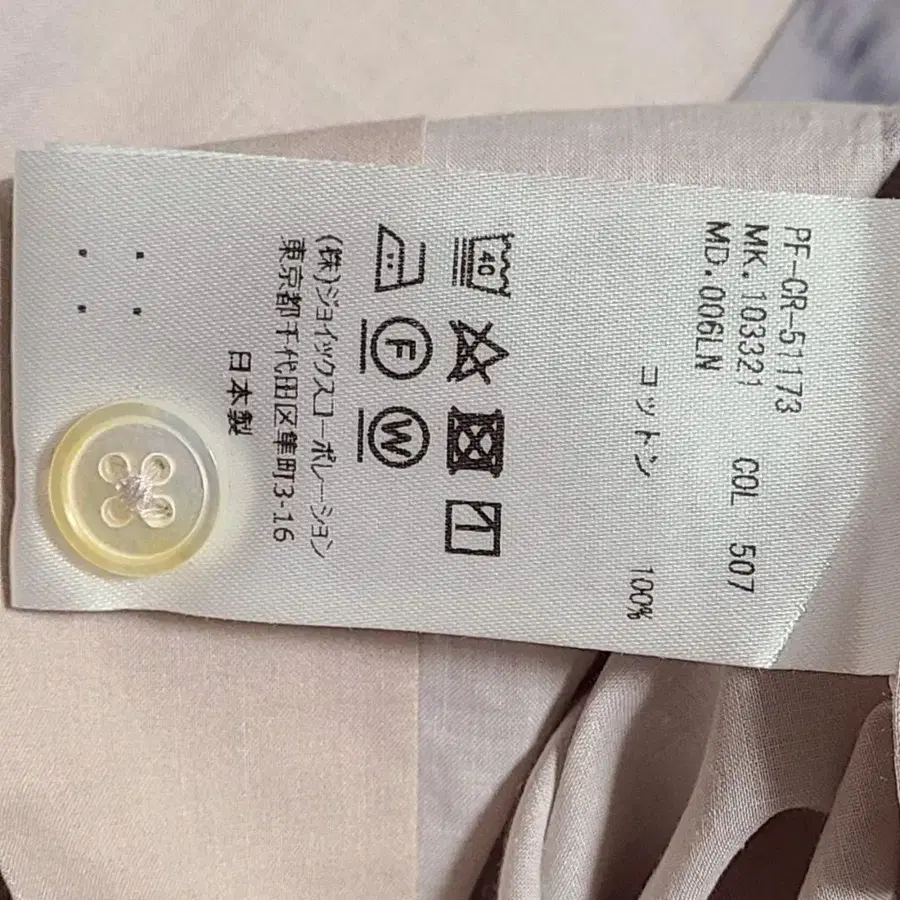 PF-CR-51173
MK.103321 COL 507
MD.006LN
コットン 100%
40
F W
(株)ジョイックスコーポレーション
東京都千代田区隼町3-16
日本製